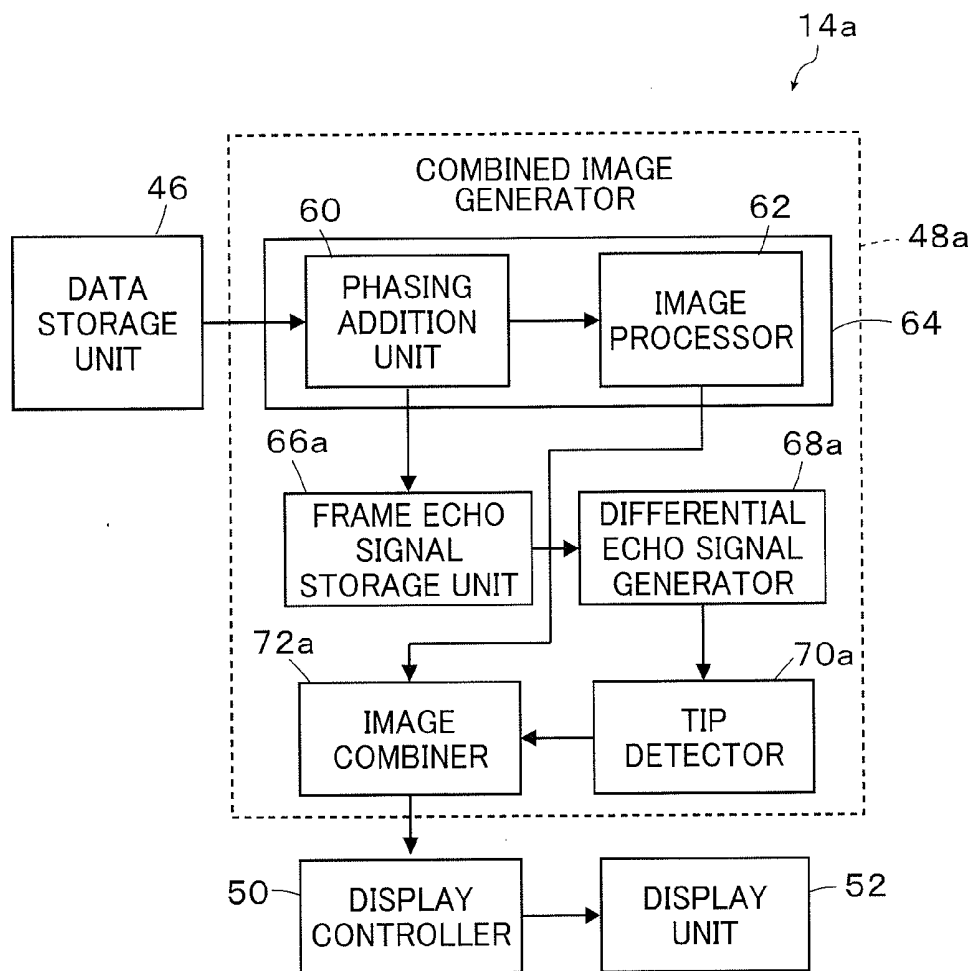 14a
COMBINED IMAGE
GENERATOR
46
60
62
48a
DATA
STORAGE
UNIT
PHASING
ADDITION
UNIT
IMAGE
PROCESSOR
64
66a
68a
FRAME ECHO
SIGNAL
STORAGE UNIT
DIFFERENTIAL
ECHO SIGNAL
GENERATOR
72a
70a
IMAGE
COMBINER
TIP
DETECTOR
50
DISPLAY
CONTROLLER
DISPLAY
UNIT
52